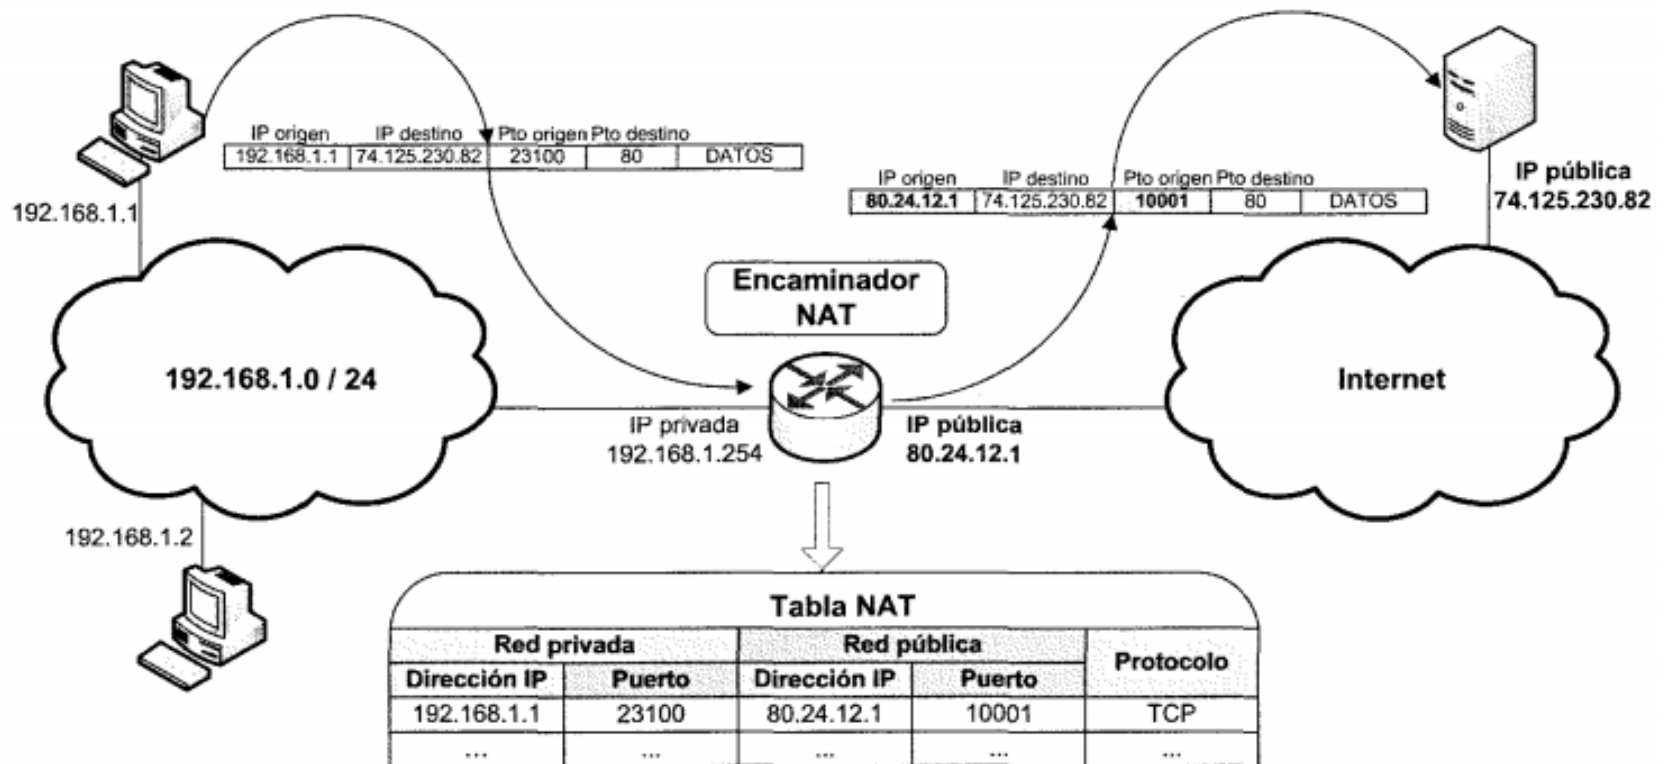 IP origen IP destino Pto origen Pto destino
192.168.1.1 74.125.230.82 23100 80 DATOS
192.168.1.1
IP origen IP destino Pto origen Pto destino
80.24.12.1 74.125.230.82 10001 80 DATOS
IP pública
74.125.230.82
Encaminador
NAT
192.168.1.0 / 24
Internet
IP privada
192.168.1.254
IP pública
80.24.12.1
192.168.1.2
Tabla NAT
Red privada Red pública Protocolo
Dirección IP Puerto Dirección IP Puerto
192.168.1.1 23100 80.24.12.1 10001 TCP
... ... ... ... ...